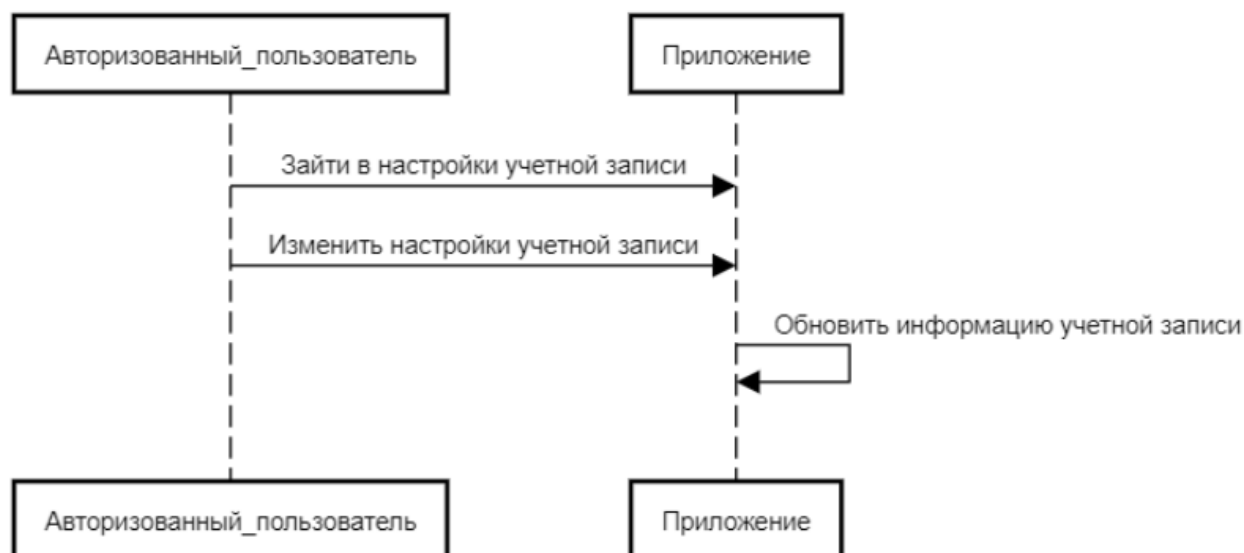 Авторизованный_пользователь
Приложение
Зайти в настройки учетной записи
Изменить настройки учетной записи
Обновить информацию учетной записи
Авторизованный_пользователь
Приложение